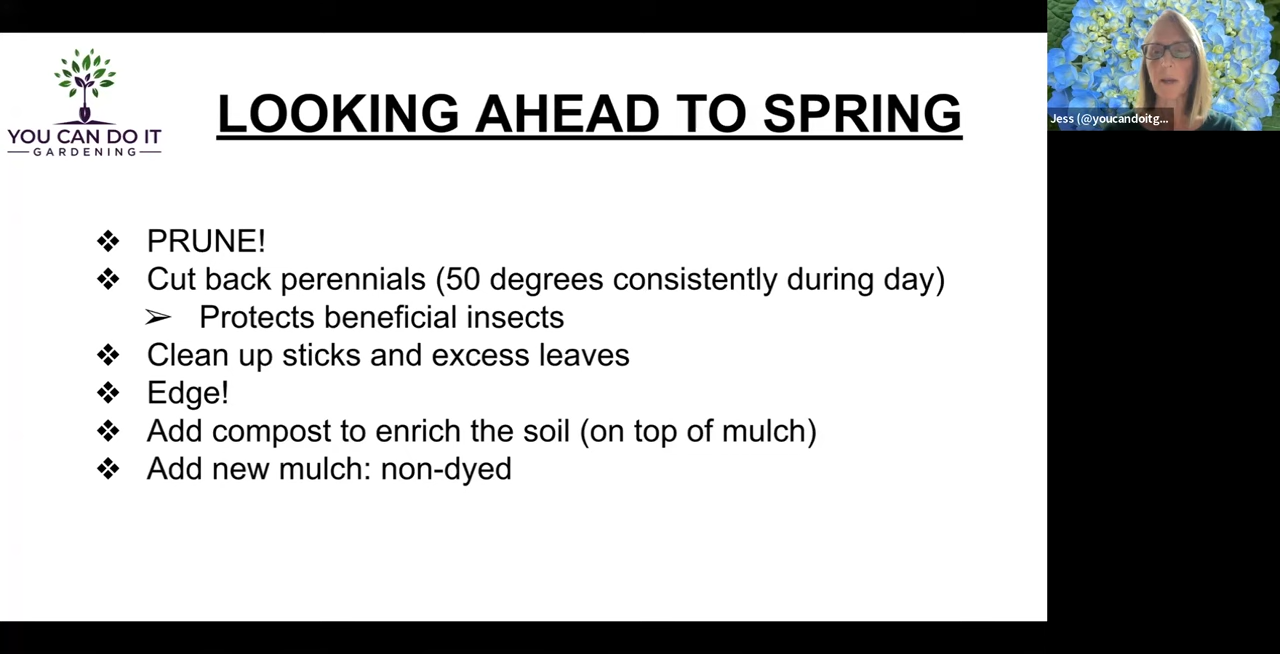 YOU CAN DO IT
GARDENING
LOOKING AHEAD TO SPRING
❖ PRUNE!
❖ Cut back perennials (50 degrees consistently during day)
➢ Protects beneficial insects
❖ Clean up sticks and excess leaves
❖ Edge!
❖ Add compost to enrich the soil (on top of mulch)
❖ Add new mulch: non-dyed
Jess (@youcandoitg...